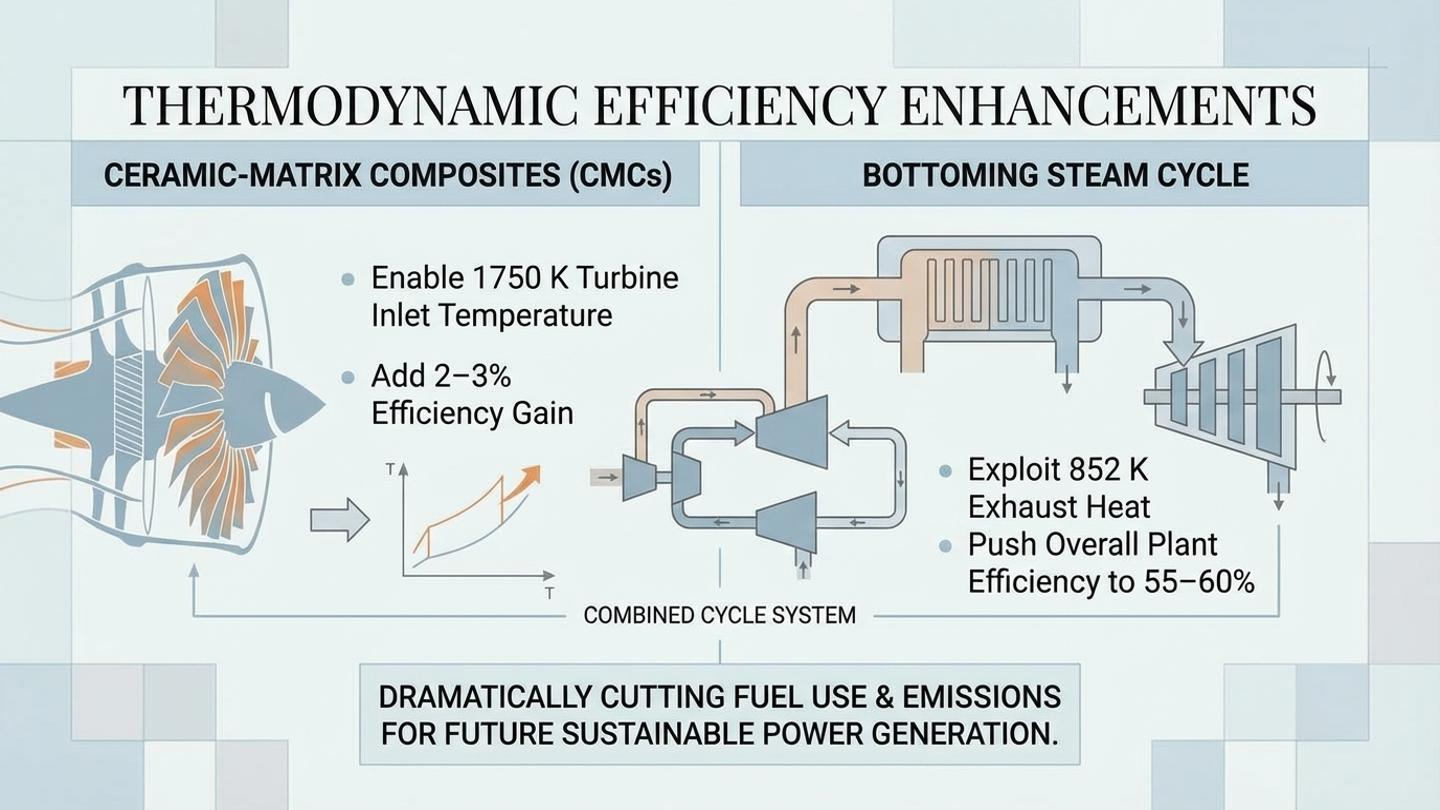 THERMODYNAMIC EFFICIENCY ENHANCEMENTS
CERAMIC-MATRIX COMPOSITES (CMCs)
Enable 1750 K Turbine
Inlet Temperature
Add 2–3%
Efficiency Gain
T
T
BOTTOMING STEAM CYCLE
Exploit 852 K
Exhaust Heat
Push Overall Plant
Efficiency to 55–60%
COMBINED CYCLE SYSTEM
DRAMATICALLY CUTTING FUEL USE & EMISSIONS
FOR FUTURE SUSTAINABLE POWER GENERATION.